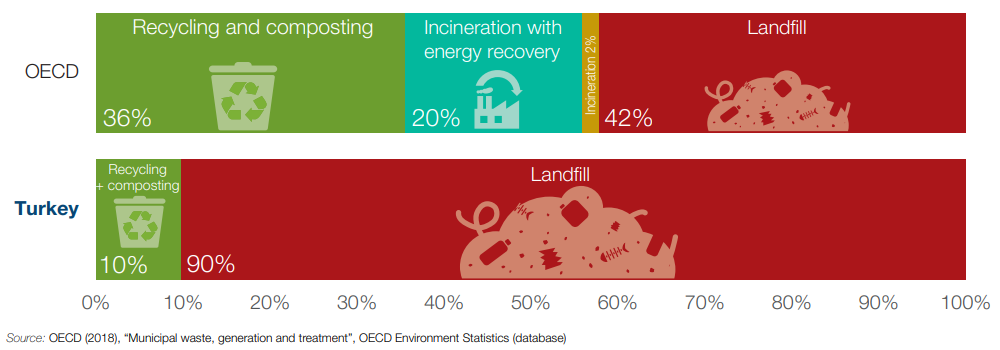 Recycling and composting
Incineration with
energy recovery
Incineration 2%
Landfill
OECD
36%
20%
42%
Recycling
+ composting
Landfill
Turkey
10%
90%
0% 10% 20% 30% 40% 50% 60% 70% 80% 90% 100%
Source: OECD (2018), “Municipal waste, generation and treatment”, OECD Environment Statistics (database)